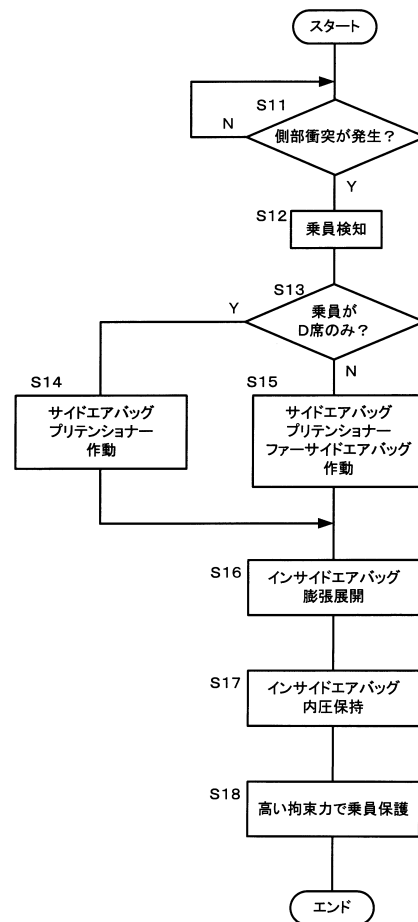 スタート
S11
側部衝突が発生？
N
Y
S12
乗員検知
S13
乗員が
D席のみ？
Y
N
S14
サイドエアバッグ
プリテンショナー
作動
S15
サイドエアバッグ
プリテンショナー
ファーサイドエアバッグ
作動
S16
インサイドエアバッグ
膨張展開
S17
インサイドエアバッグ
内圧保持
S18
高い拘束力で乗員保護
エンド